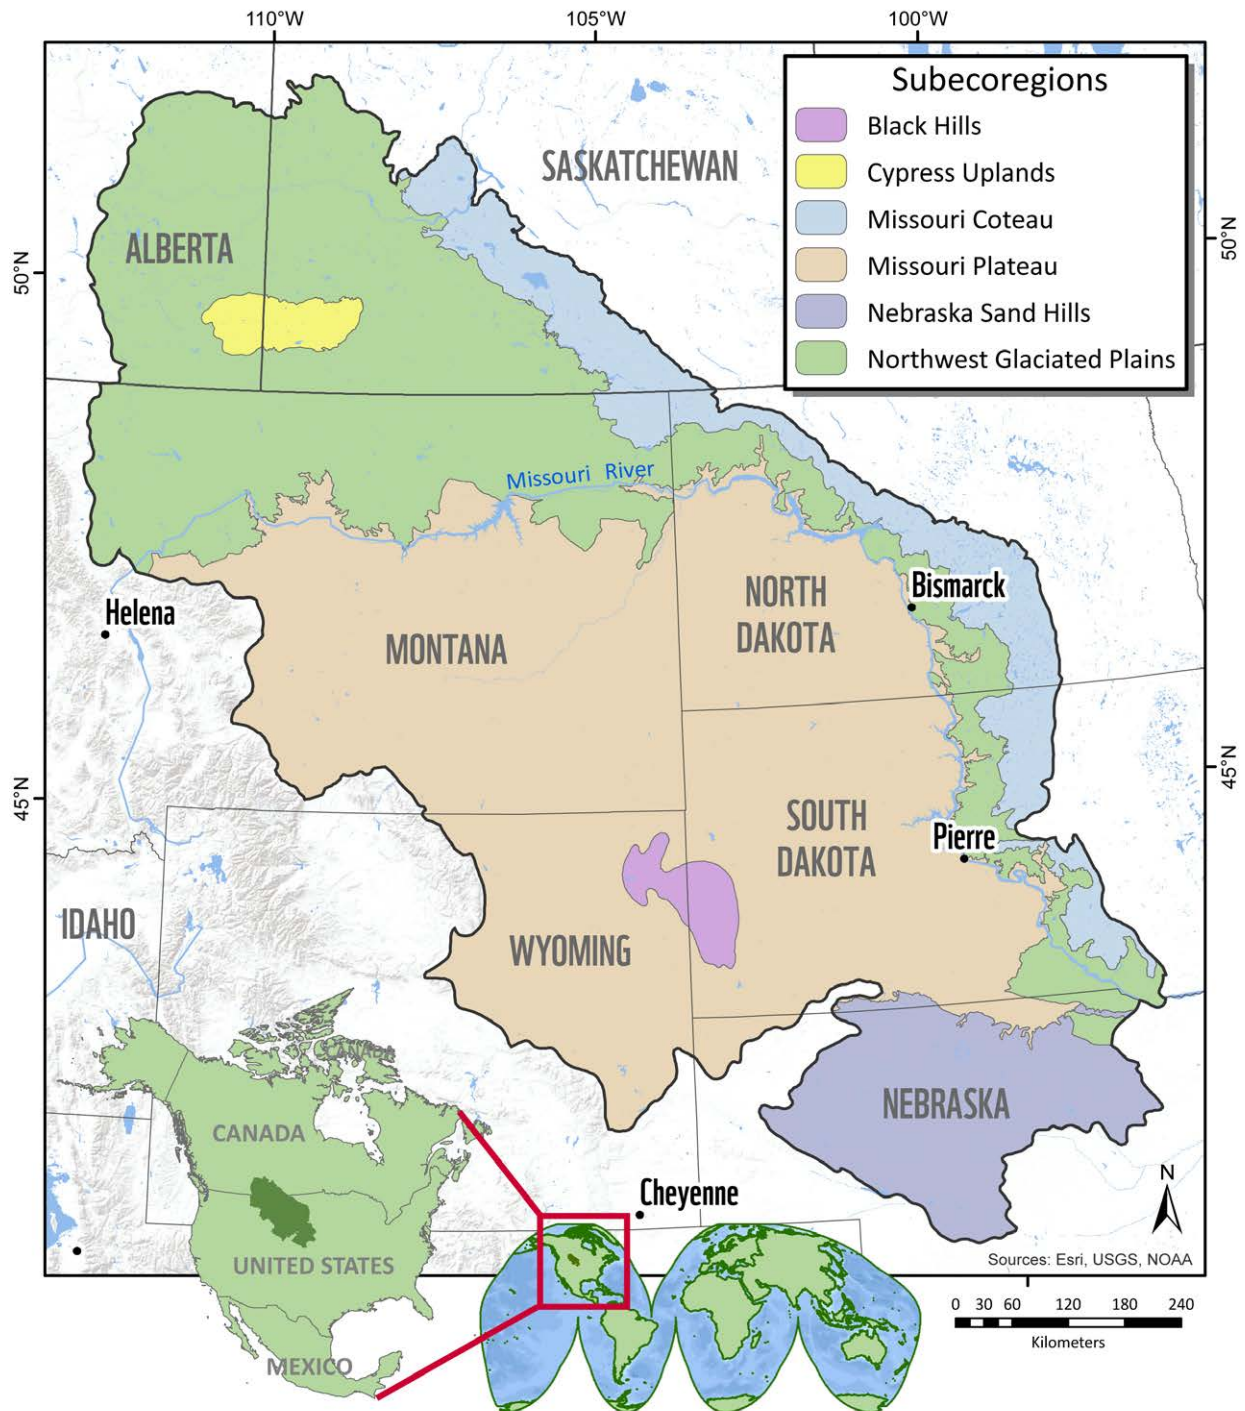 110°W
105°W
100°W
Subecoregions
Black Hills
Cypress Uplands
Missouri Coteau
Missouri Plateau
Nebraska Sand Hills
Northwest Glaciated Plains
SASKATCHEWAN
ALBERTA
50°N
50°N
Missouri River
Helena
MONTANA
NORTH
DAKOTA
Bismarck
45°N
45°N
SOUTH
DAKOTA
Pierre
IDAHO
WYOMING
NEBRASKA
CANADA
CANADA
UNITED STATES
MEXICO
Cheyenne
N
Sources: Esri, USGS, NOAA
0 30 60 120 180 240
Kilometers